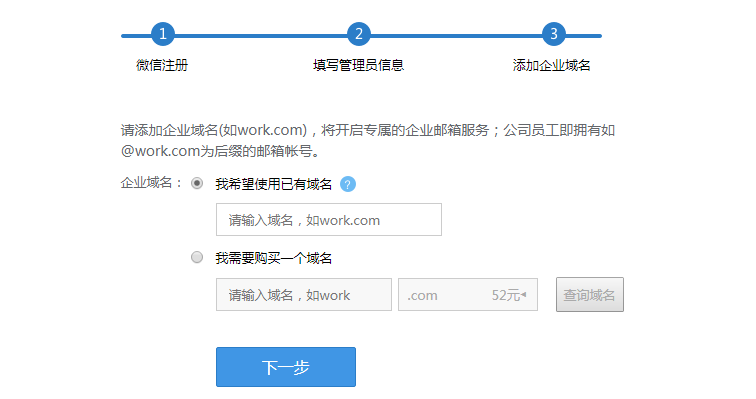 1 2 3
微信注册 填写管理员信息 添加企业域名
请添加企业域名(如work.com)，将开启专属的企业邮箱服务；公司员工即拥有如
@work.com为后缀的邮箱帐号。
企业域名： 我希望使用已有域名 ?
请输入域名，如work.com
我需要购买一个域名
请输入域名，如work .com 52元 查询域名
下一步